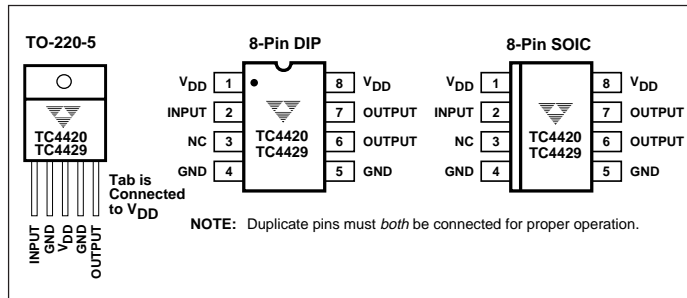 TO-220-5
TC4420
TC4429
Tab is
Connected
to VDD
INPUT
GND
VDD
GND
OUTPUT
8-Pin DIP
VDD 1
INPUT 2
NC 3
GND 4
TC4420
TC4429
8 VDD
7 OUTPUT
6 OUTPUT
5 GND
8-Pin SOIC
VDD 1
INPUT 2
NC 3
GND 4
TC4420
TC4429
8 VDD
7 OUTPUT
6 OUTPUT
5 GND
NOTE: Duplicate pins must both be connected for proper operation.